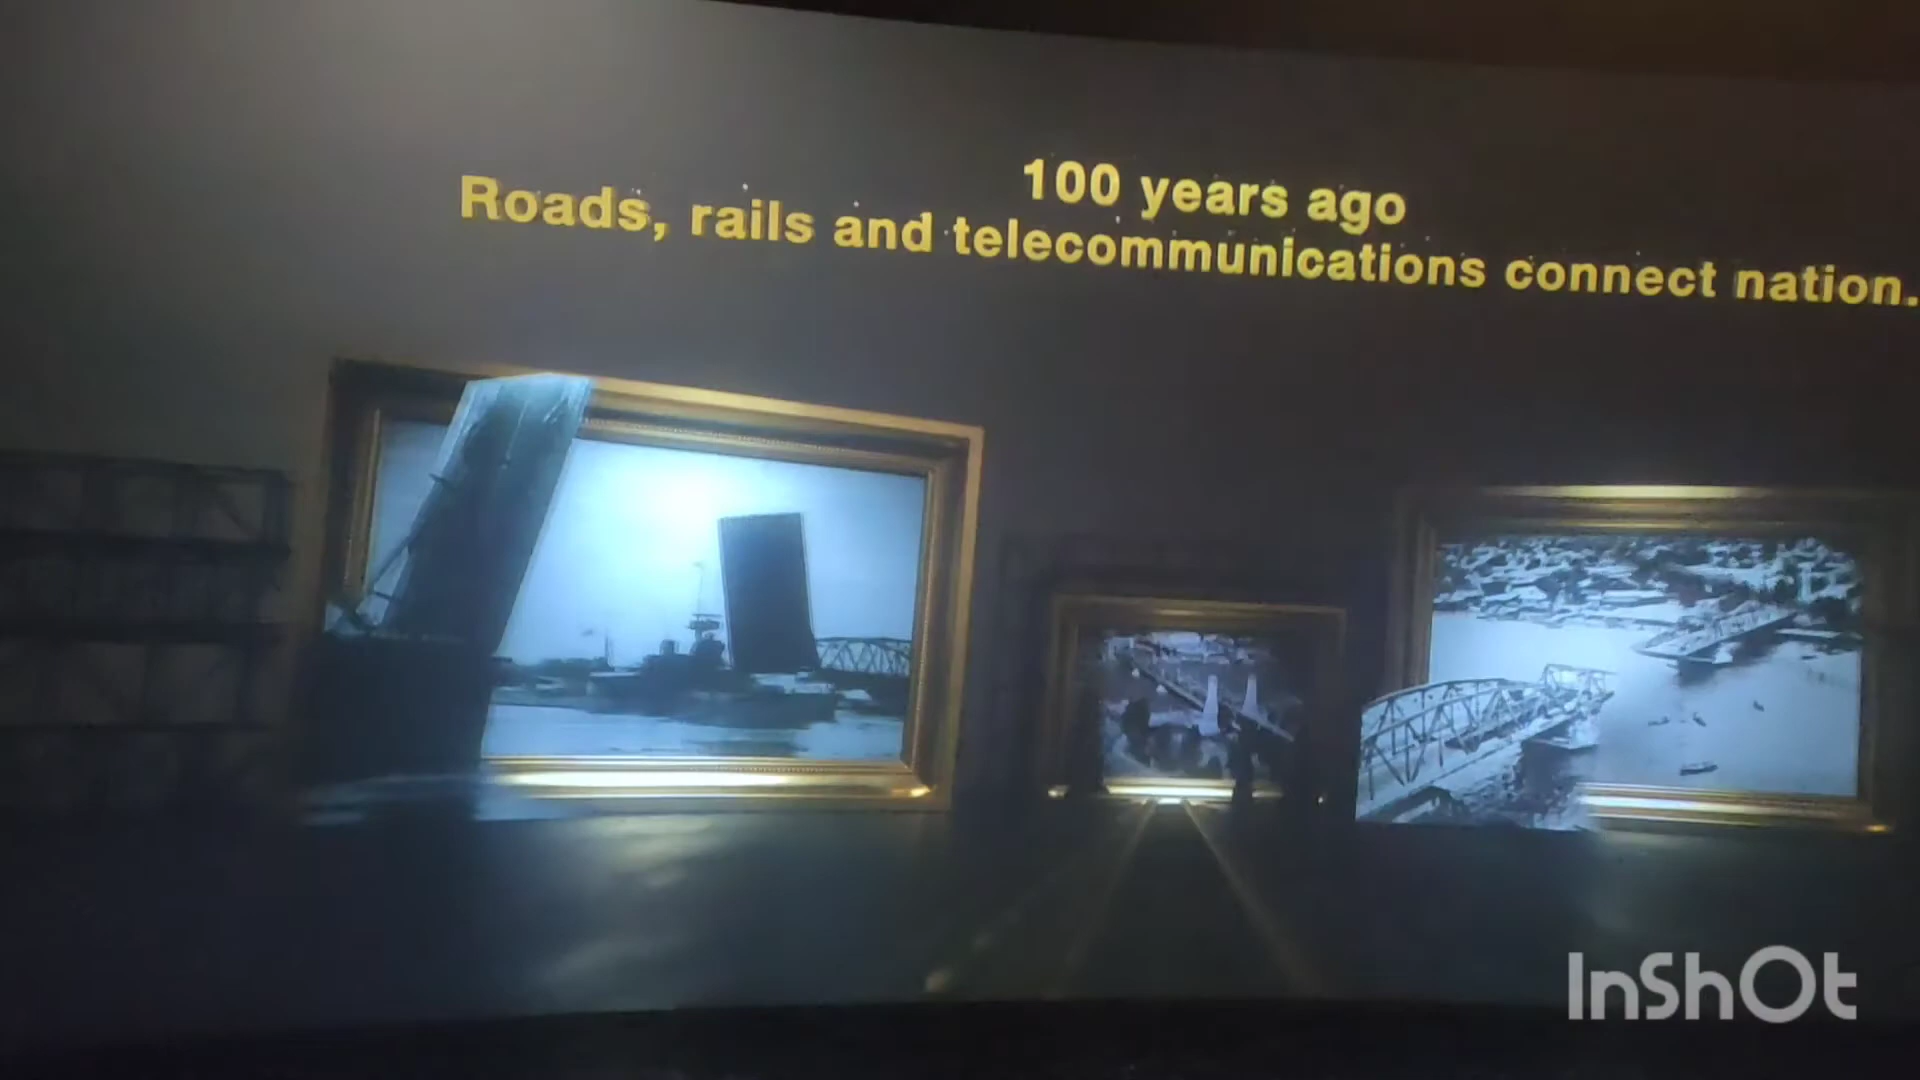 100 years ago
Roads, rails and telecommunications connect nation.
InShOt